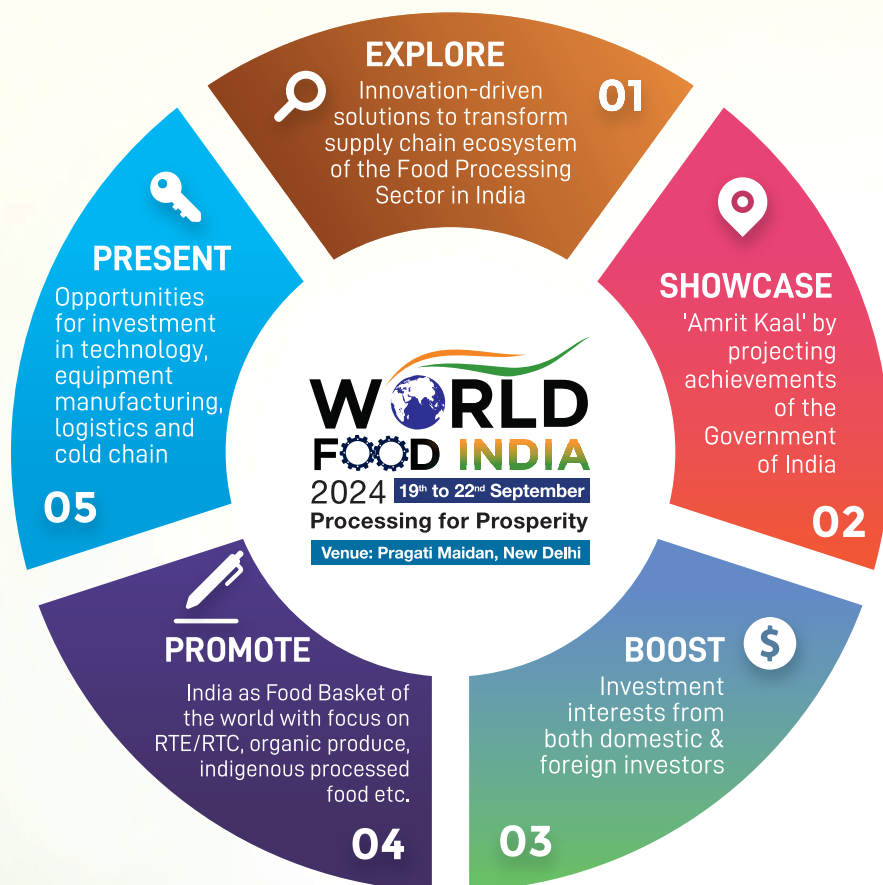 EXPLORE
Innovation-driven
solutions to transform
supply chain ecosystem
of the Food Processing
Sector in India
01
SHOWCASE
'Amrit Kaal' by
projecting
achievements
of the
Government
of India
02
BOOST
$
Investment
interests from
both domestic &
foreign investors
03
PROMOTE
India as Food Basket of
the world with focus on
RTE/RTC, organic produce,
indigenous processed
food etc.
04
PRESENT
Opportunities
for investment
in technology,
equipment
manufacturing,
logistics and
cold chain
05
WORLD
FOOD INDIA
2024 19th to 22nd September
Processing for Prosperity
Venue: Pragati Maidan, New Delhi